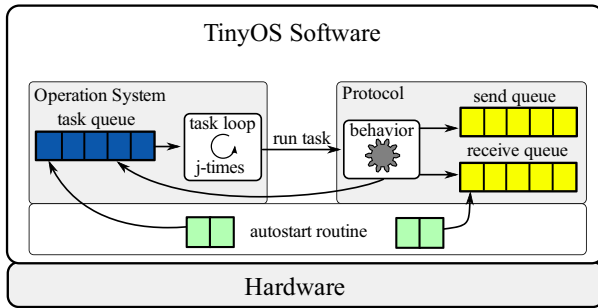 TinyOS Software
Operation System
task queue
task loop
j-times
run task
Protocol
behavior
send queue
receive queue
autostart routine
Hardware